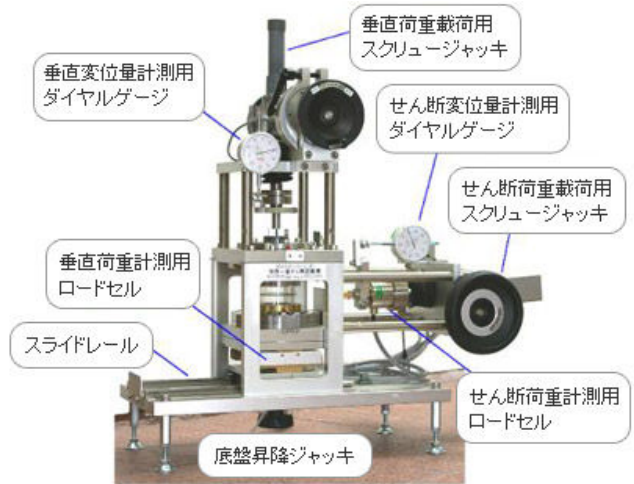 垂直荷重載荷用
スクリュージャッキ
垂直変位量計測用
ダイヤルゲージ
せん断変位量計測用
ダイヤルゲージ
せん断荷重載荷用
スクリュージャッキ
垂直荷重計測用
ロードセル
スライドレール
せん断荷重計測用
ロードセル
底盤昇降ジャッキ